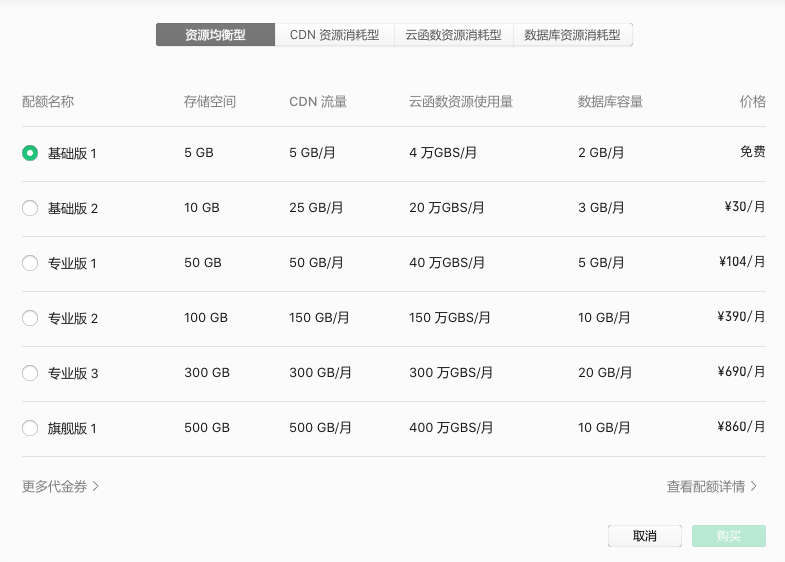 资源均衡型 CDN 资源消耗型 云函数资源消耗型 数据库资源消耗型
配额名称 存储空间 CDN 流量 云函数资源使用量 数据库容量 价格
基础版 1 5 GB 5 GB/月 4 万GBS/月 2 GB/月 免费
基础版 2 10 GB 25 GB/月 20 万GBS/月 3 GB/月 ¥30/月
专业版 1 50 GB 50 GB/月 40 万GBS/月 5 GB/月 ¥104/月
专业版 2 100 GB 150 GB/月 150 万GBS/月 10 GB/月 ¥390/月
专业版 3 300 GB 300 GB/月 300 万GBS/月 20 GB/月 ¥690/月
旗舰版 1 500 GB 500 GB/月 400 万GBS/月 10 GB/月 ¥860/月
更多代金券 查看配额详情
取消 购买